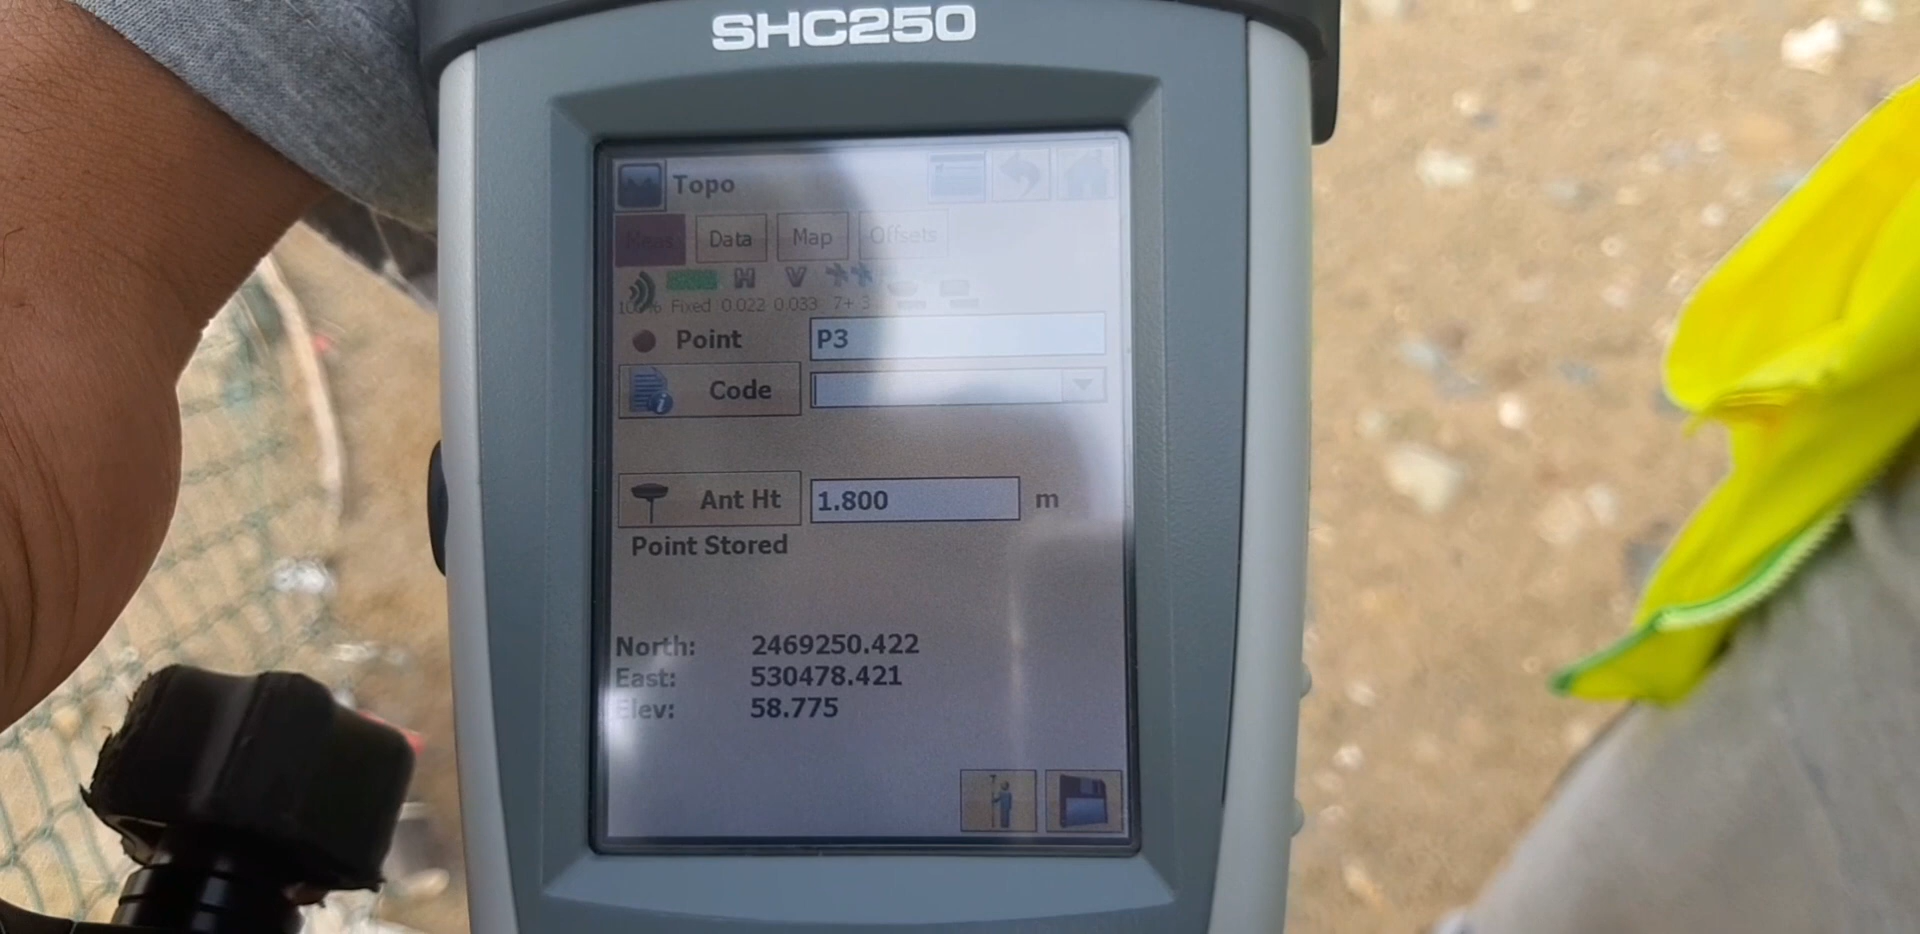 SHC250
Topo
Meas Data Map Offsets
H V
100% Fixed 0.022 0.033 7+ 3
Point P3
Code
Ant Ht 1.800 m
Point Stored
North: 2469250.422
East: 530478.421
Elev: 58.775